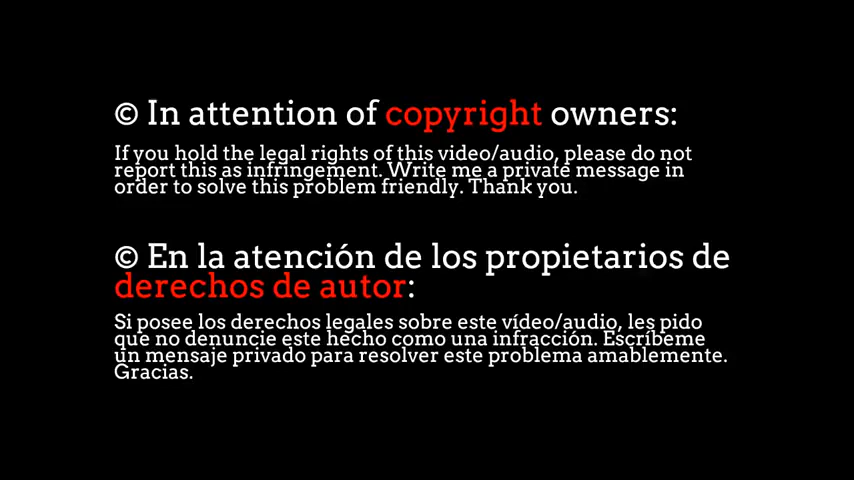 © In attention of copyright owners:
If you hold the legal rights of this video/audio, please do not
report this as infringement. Write me a private message in
order to solve this problem friendly. Thank you.
© En la atención de los propietarios de
derechos de autor:
Si posee los derechos legales sobre este vídeo/audio, les pido
que no denuncie este hecho como una infracción. Escríbeme
un mensaje privado para resolver este problema amablemente.
Gracias.